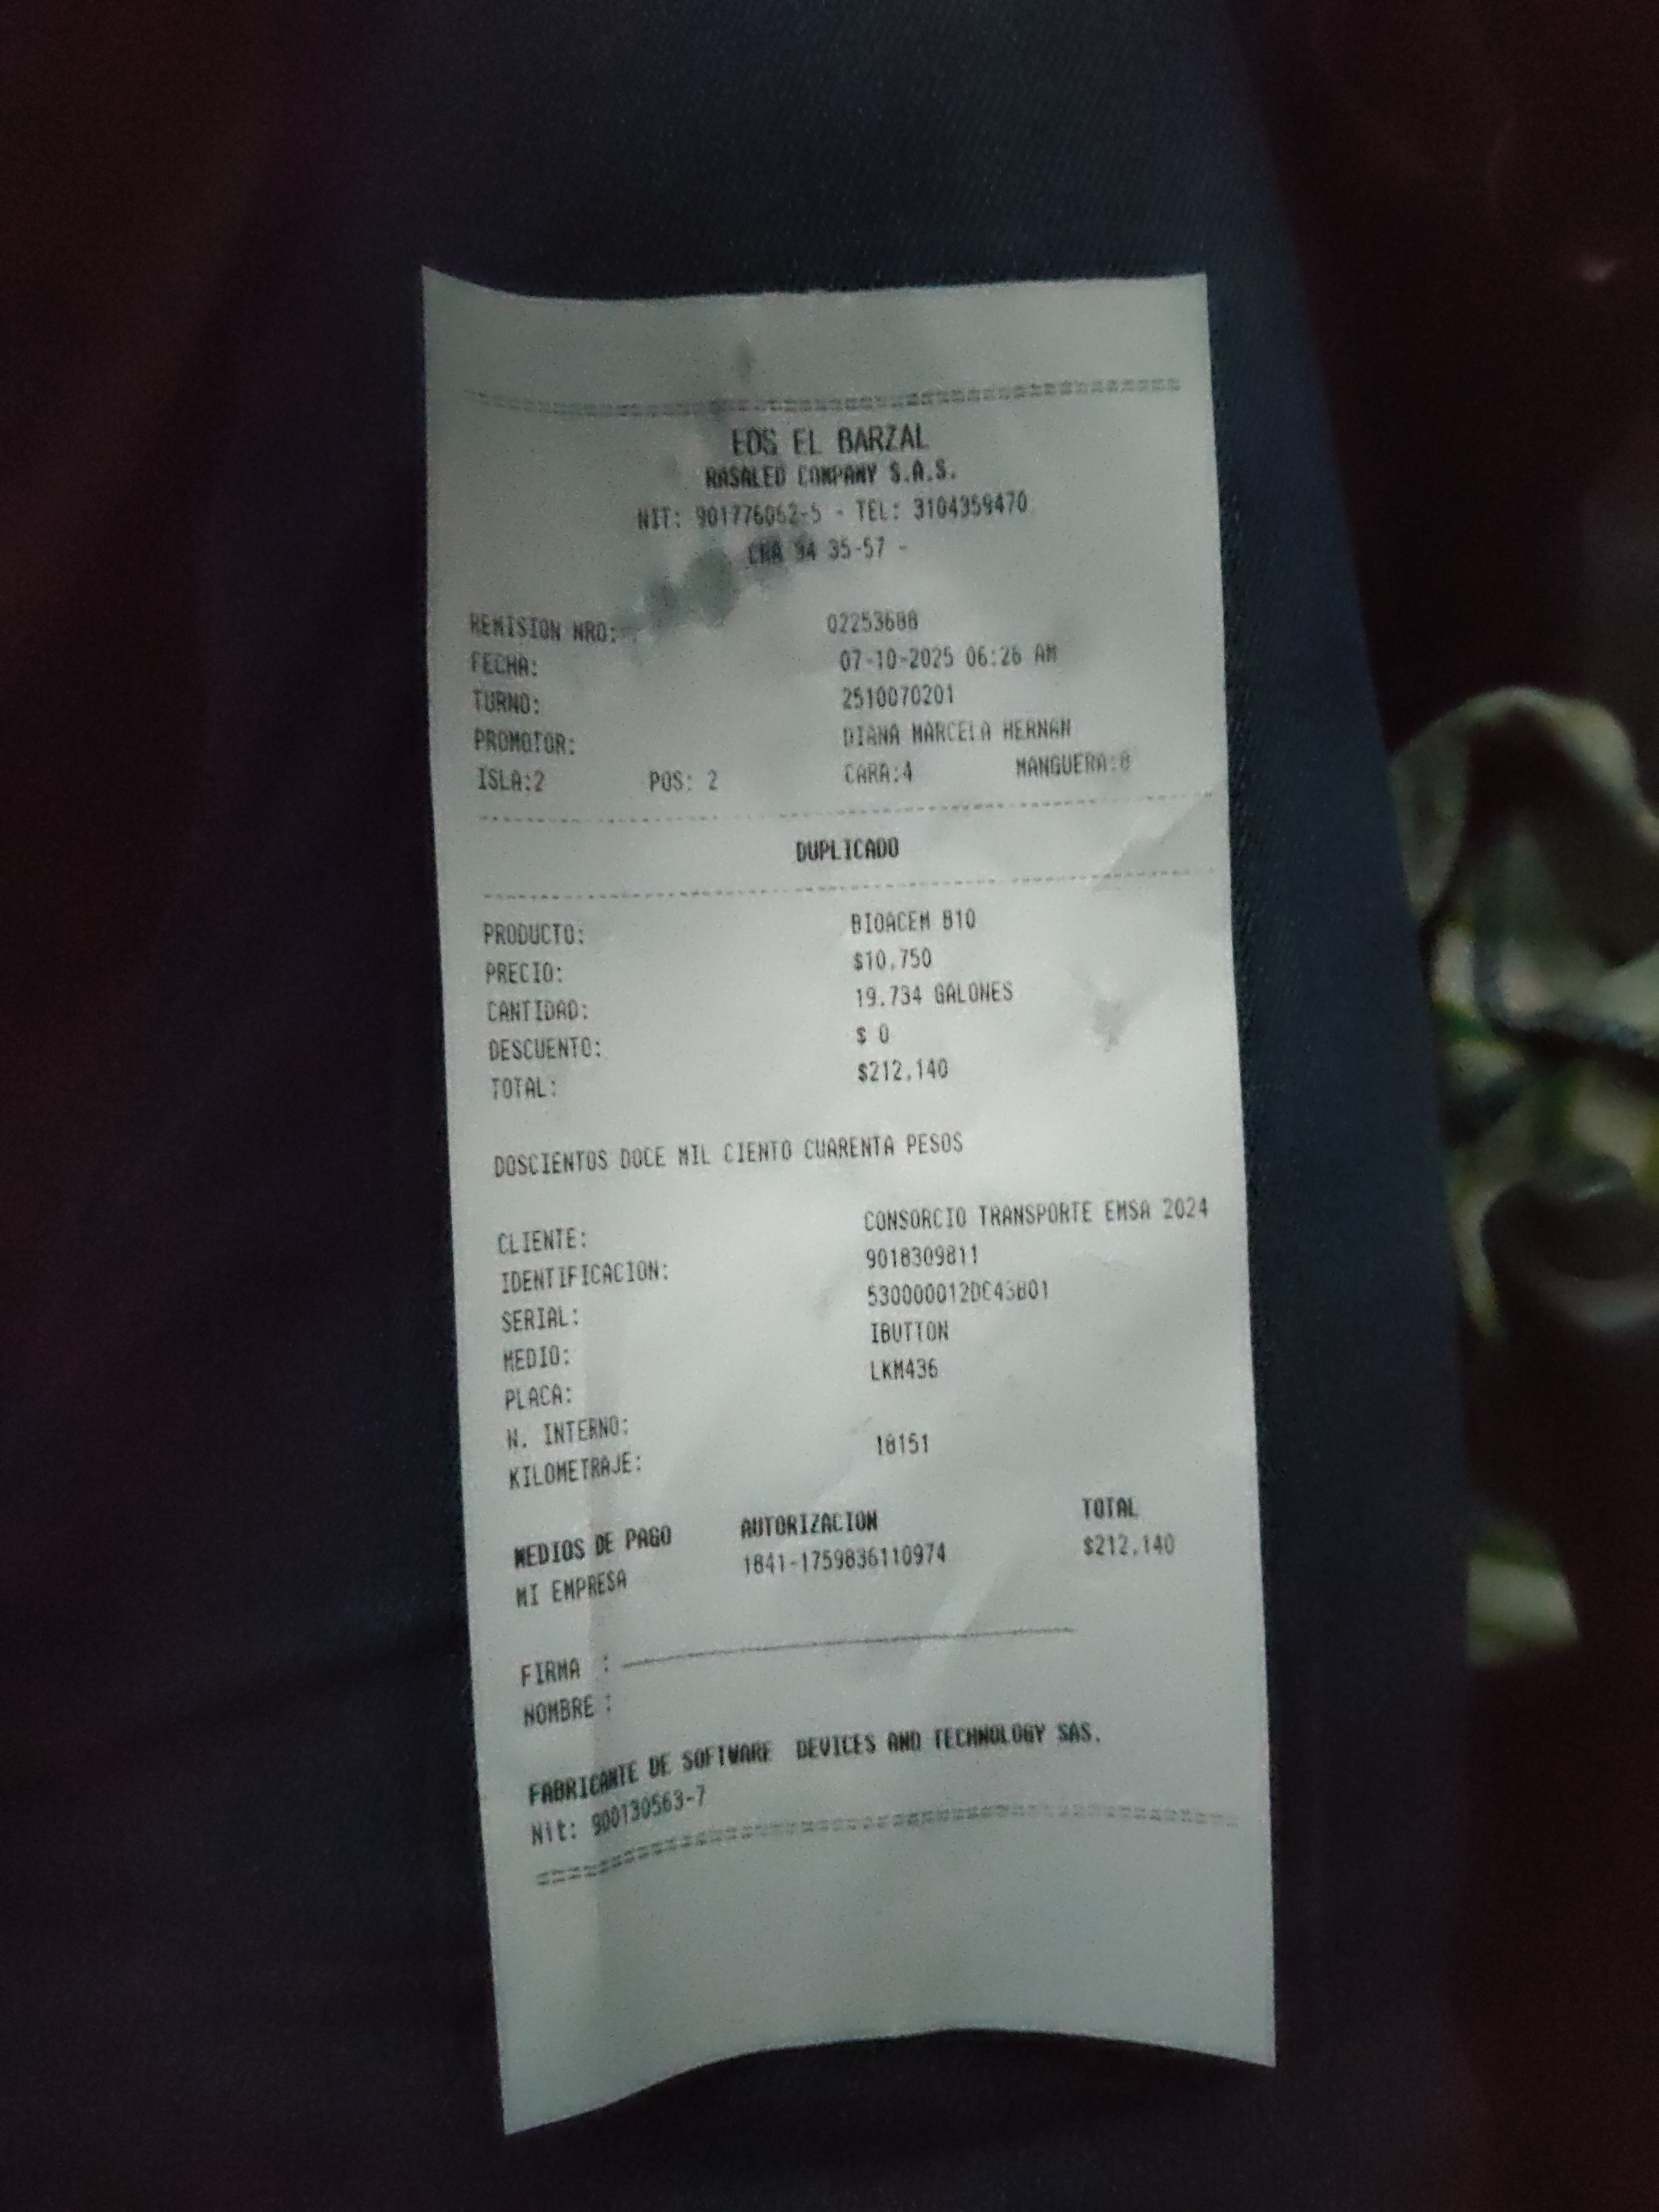 EDS EL BARZAL
RASALED COMPANY S.A.S.
NIT: 901776062-5 - TEL: 3104359470
CRA 34 35-57 -
REMISION NRO: 02253688
FECHA: 07-10-2025 06:26 AM
TURNO: 2510070201
PROMOTOR: DIANA MARCELA HERNAN
ISLA:2 POS: 2 CARA:4 MANGUERA:8
DUPLICADO
PRODUCTO: BIOACEM B10
PRECIO: $10,750
CANTIDAD: 19.734 GALONES
DESCUENTO: $ 0
TOTAL: $212,140
DOSCIENTOS DOCE MIL CIENTO CUARENTA PESOS
CLIENTE: CONSORCIO TRANSPORTE EMSA 2024
IDENTIFICACION: 9018309811
SERIAL: 530000012DC43B01
MEDIO: IBUTTON
PLACA: LKM436
N. INTERNO:
KILOMETRAJE: 18151
MEDIOS DE PAGO AUTORIZACION TOTAL
MI EMPRESA 1841-1759836110974 $212,140
FIRMA :
NOMBRE :
FABRICANTE DE SOFTWARE DEVICES AND TECHNOLOGY SAS.
Nit: 900130563-7